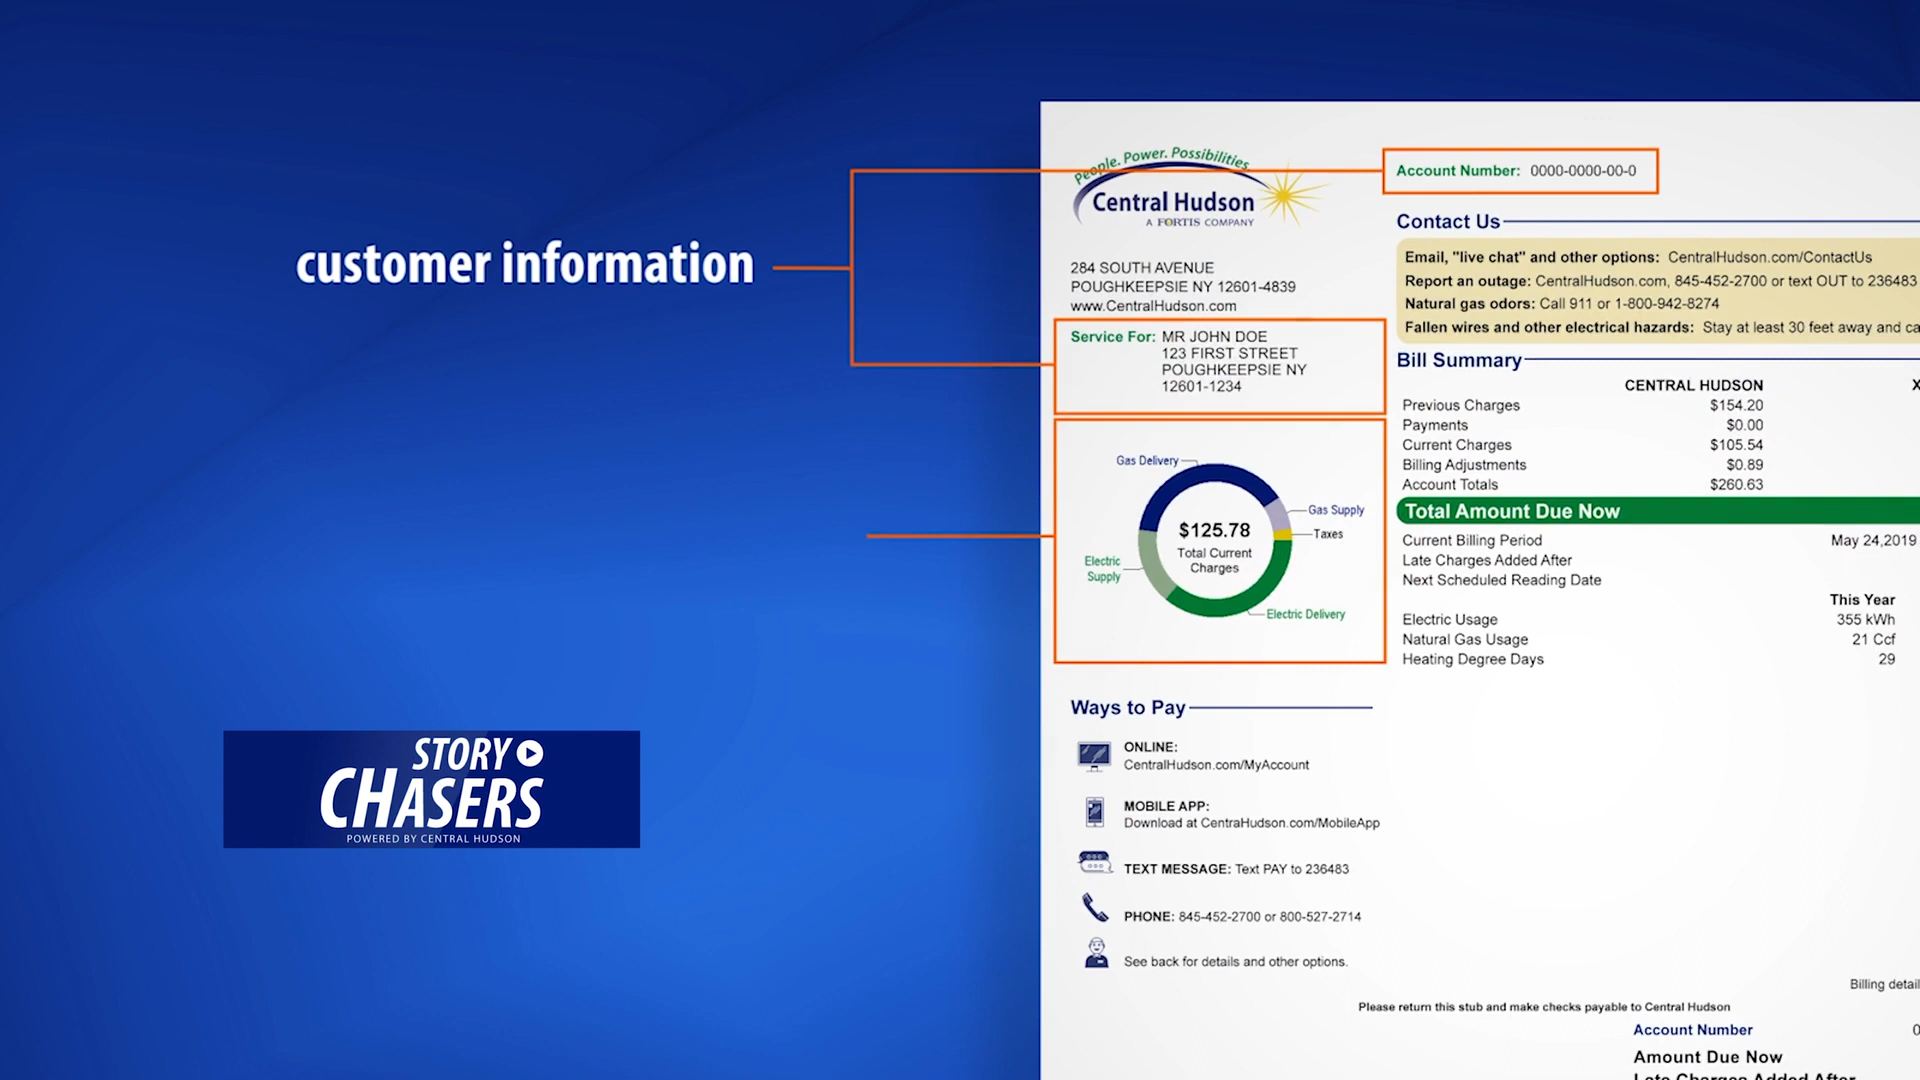 customer information
STORY
CHASERS
POWERED BY CENTRAL HUDSON
People. Power. Possibilities.
Central Hudson
A FORTIS COMPANY
284 SOUTH AVENUE
POUGHKEEPSIE NY 12601-4839
www.CentralHudson.com
Service For: MR JOHN DOE
123 FIRST STREET
POUGHKEEPSIE NY
12601-1234
Gas Delivery
Gas Supply
Taxes
$125.78
Total Current
Charges
Electric
Supply
Electric Delivery
Ways to Pay
ONLINE:
CentralHudson.com/MyAccount
MOBILE APP:
Download at CentraHudson.com/MobileApp
TEXT MESSAGE: Text PAY to 236483
PHONE: 845-452-2700 or 800-527-2714
See back for details and other options.
Account Number: 0000-0000-00-0
Contact Us
Email, "live chat" and other options: CentralHudson.com/ContactUs
Report an outage: CentralHudson.com, 845-452-2700 or text OUT to 236483
Natural gas odors: Call 911 or 1-800-942-8274
Fallen wires and other electrical hazards: Stay at least 30 feet away and ca
Bill Summary
CENTRAL HUDSON X
Previous Charges $154.20
Payments $0.00
Current Charges $105.54
Billing Adjustments $0.89
Account Totals $260.63
Total Amount Due Now
Current Billing Period May 24,2019
Late Charges Added After
Next Scheduled Reading Date
This Year
Electric Usage 355 kWh
Natural Gas Usage 21 Ccf
Heating Degree Days 29
Billing detail
Please return this stub and make checks payable to Central Hudson
Account Number 0
Amount Due Now
Late Charges Added After